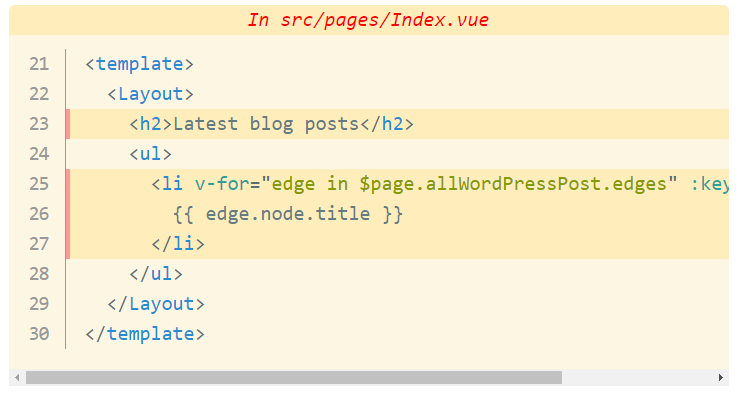 In src/pages/Index.vue
21 <template>
22 <Layout>
23 <h2>Latest blog posts</h2>
24 <ul>
25 <li v-for="edge in $page.allWordPressPost.edges" :key
26 {{ edge.node.title }}
27 </li>
28 </ul>
29 </Layout>
30 </template>